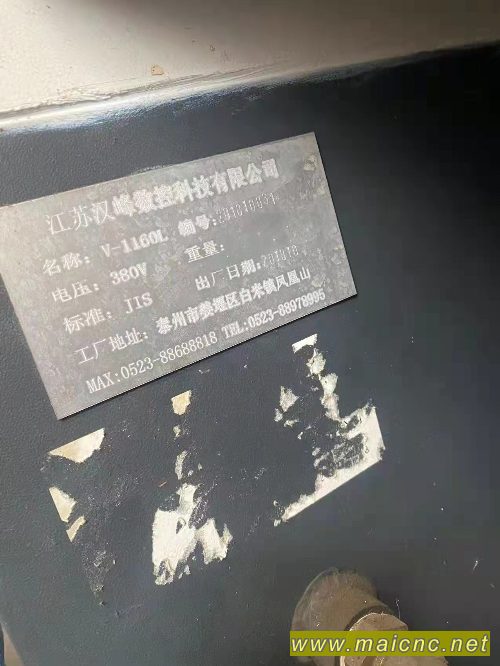 江苏汉峰数控科技有限公司
名称：V-1160L 编号：
电压：380V 重量：
标准：JIS 出厂日期：
工厂地址：泰州市姜堰区白米镇凤凰山
MAX:0523-88688818 TEL:0523-88978995
www.maicnc.net